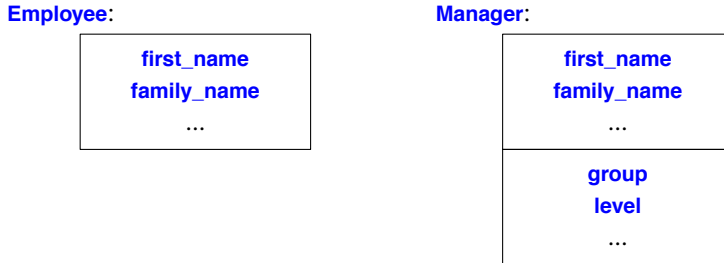 Employee:
first_name
family_name
...
Manager:
first_name
family_name
...
group
level
...